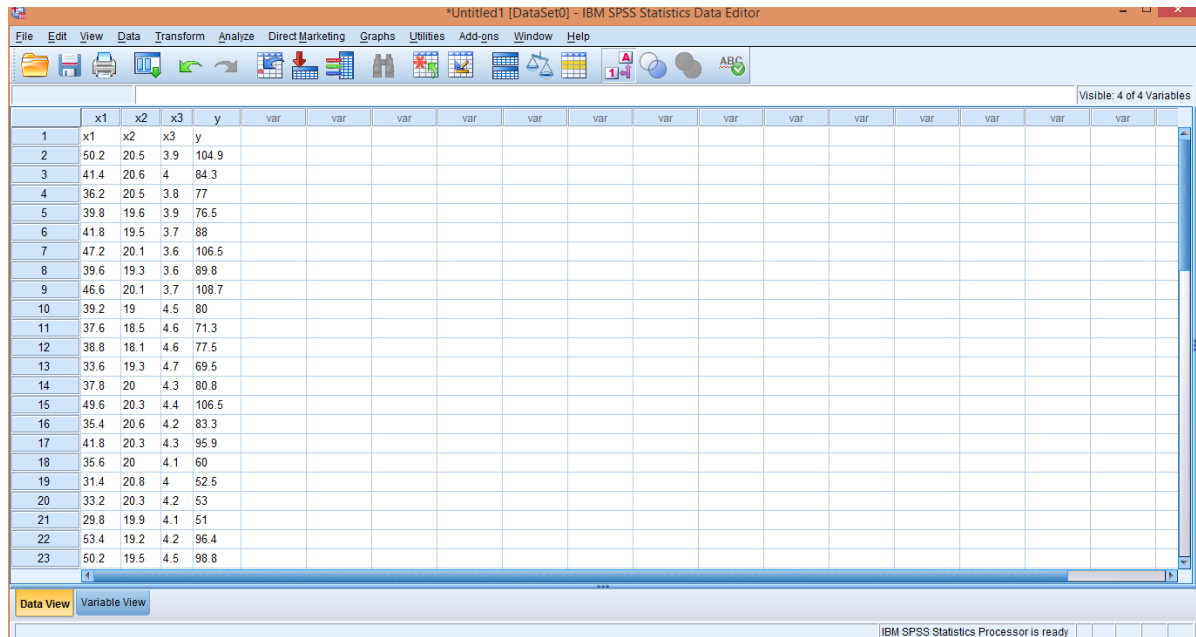 *Untitled1 [DataSet0] - IBM SPSS Statistics Data Editor
File Edit View Data Transform Analyze Direct Marketing Graphs Utilities Add-ons Window Help
A 1 ABC
Visible: 4 of 4 Variables
x1 x2 x3 y var var var var var var var var var var var var var var
1 x1 x2 x3 y
2 50.2 20.5 3.9 104.9
3 41.4 20.6 4 84.3
4 36.2 20.5 3.8 77
5 39.8 19.6 3.9 76.5
6 41.8 19.5 3.7 88
7 47.2 20.1 3.6 106.5
8 39.6 19.3 3.6 89.8
9 46.6 20.1 3.7 108.7
10 39.2 19 4.5 80
11 37.6 18.5 4.6 71.3
12 38.8 18.1 4.6 77.5
13 33.6 19.3 4.7 69.5
14 37.8 20 4.3 80.8
15 49.6 20.3 4.4 106.5
16 35.4 20.6 4.2 83.3
17 41.8 20.3 4.3 95.9
18 35.6 20 4.1 60
19 31.4 20.8 4 52.5
20 33.2 20.3 4.2 53
21 29.8 19.9 4.1 51
22 53.4 19.2 4.2 96.4
23 50.2 19.5 4.5 98.8
Data View Variable View
IBM SPSS Statistics Processor is ready